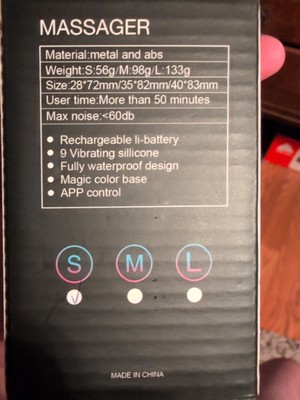 MASSAGER
Material:metal and abs
Weight:S:56g/M:98g/L:133g
Size:28*72mm/35*82mm/40*83mm
User time:More than 50 minutes
Max noise:<60db
● Rechargeable li-battery
● 9 Vibrating sillicone
● Fully waterproof design
● Magic color base
● APP control
S M L
√
MADE IN CHINA